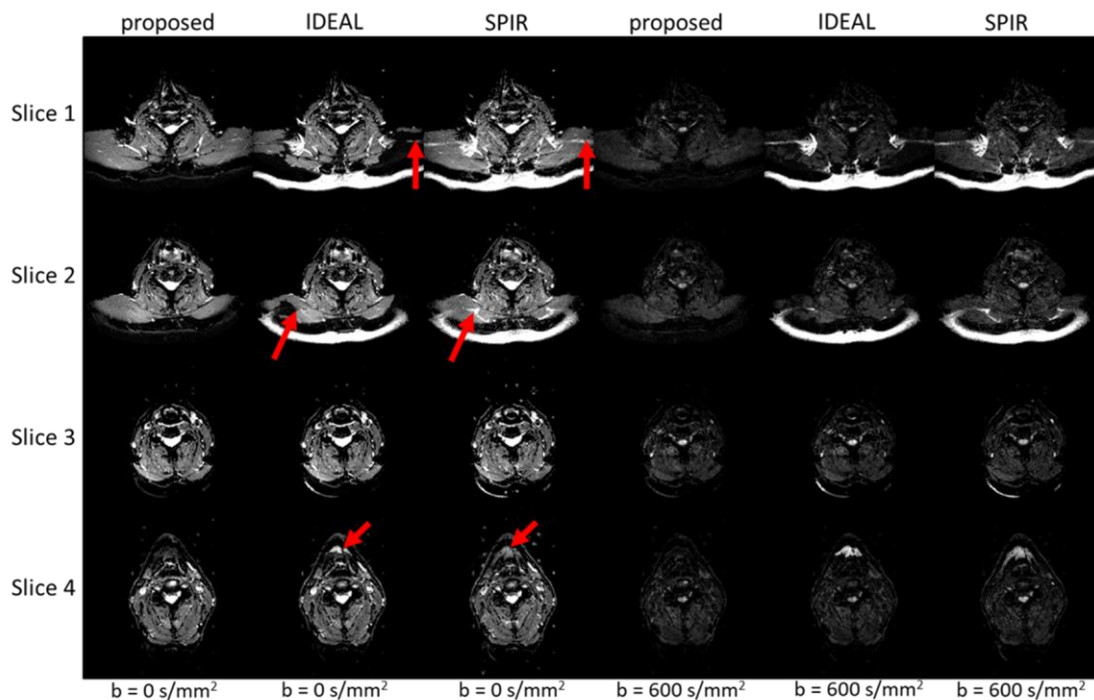 proposed IDEAL SPIR proposed IDEAL SPIR
Slice 1
Slice 2
Slice 3
Slice 4
b = 0 s/mm² b = 0 s/mm² b = 0 s/mm² b = 600 s/mm² b = 600 s/mm² b = 600 s/mm²